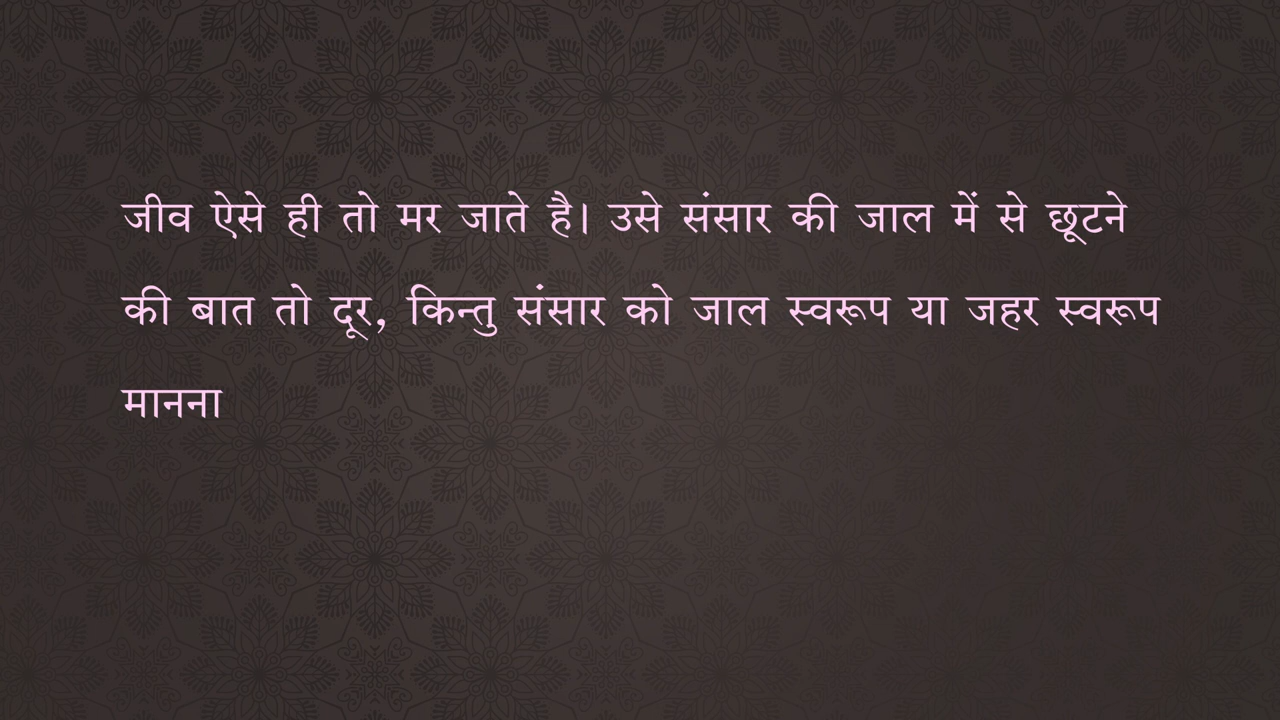 जीव ऐसे ही तो मर जाते है। उसे संसार की जाल में से छूटने
की बात तो दूर, किन्तु संसार को जाल स्वरूप या जहर स्वरूप
मानना